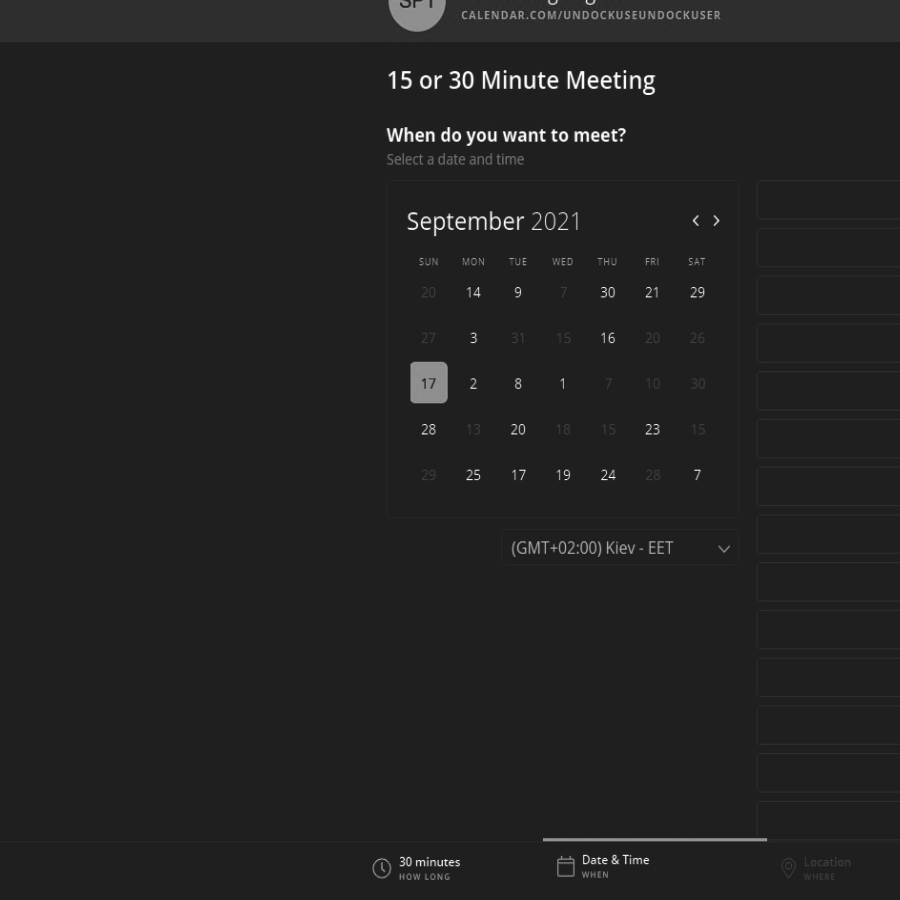 CALENDAR.COM/UNDOCKUSEUNDOCKUSER
15 or 30 Minute Meeting
When do you want to meet?
Select a date and time
September 2021
SUN MON TUE WED THU FRI SAT
20 14 9 7 30 21 29
27 3 31 15 16 20 26
17 2 8 1 7 10 30
28 13 20 18 15 23 15
29 25 17 19 24 28 7
(GMT+02:00) Kiev - EET
30 minutes
HOW LONG
Date & Time
WHEN
Location
WHERE